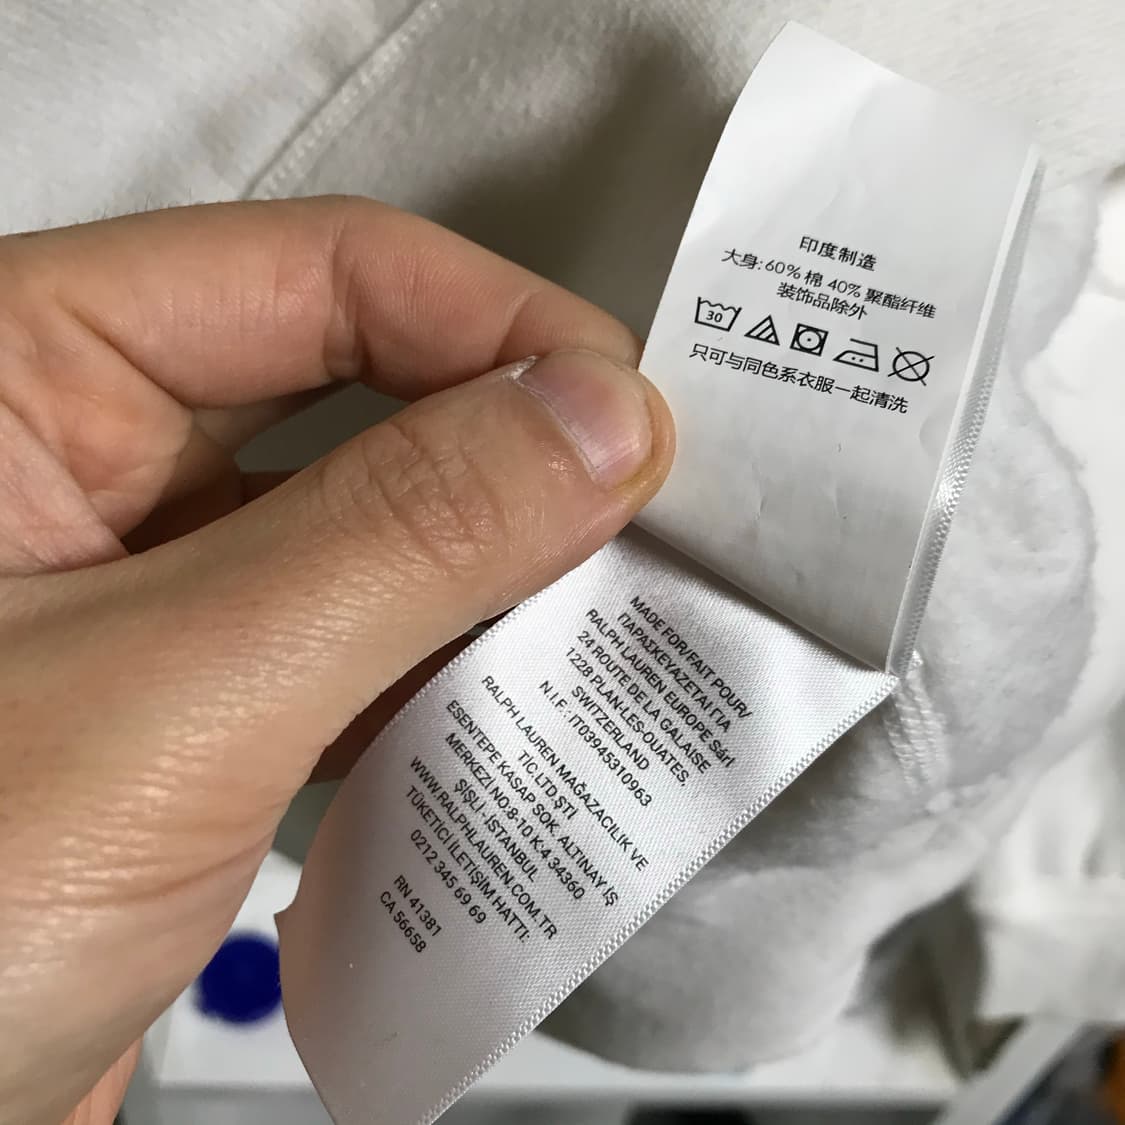 印度制造
大身:60% 棉 40% 聚酯纤维
装饰品除外
30
只可与同色系衣服一起清洗
MADE FOR/FAIT POUR/
ΠΑΡΑΣΚΕΥΑΖΕΤΑΙ ΓΙΑ
RALPH LAUREN EUROPE Sárl
24 ROUTE DE LA GALAISE
1228 PLAN-LES-OUATES,
SWITZERLAND
N.I.F.: IT03945310963
RALPH LAUREN MAĞAZACILIK VE
TİC LTD ŞTİ
ESENTEPE KASAP SOK. ALTINAY İŞ
MERKEZİ NO:8-10 K:4 34360
ŞİŞLİ - İSTANBUL
WWW.RALPHLAUREN.COM.TR
TÜKETİCİ İLETİŞİM HATTI:
0212 345 69 69
RN 41381
CA 56658